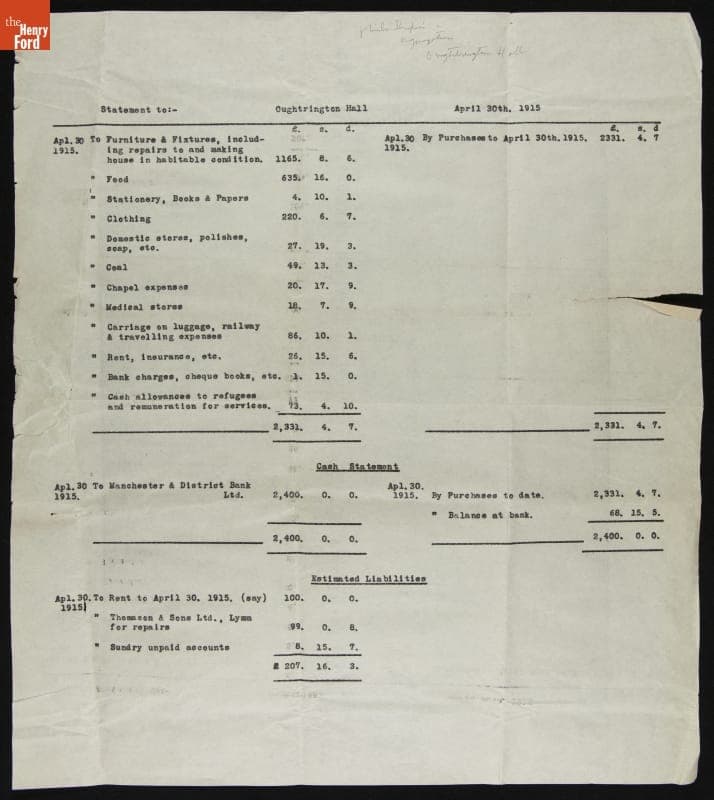 the
Henry
Ford
Oughtrington Hall
Statement to:- Oughtrington Hall April 30th. 1915
£. s. d. £. s. d
Apl.30 To Furniture & Fixtures, includ- Apl.30 By Purchases to April 30th.1915. 2331. 4. 7
1915. ing repairs to and making 1915.
house in habitable condition. 1165. 8. 6.
" Food 635. 16. 0.
" Stationery, Books & Papers 4. 10. 1.
" Clothing 220. 6. 7.
" Domestic stores, polishes,
soap, etc. 27. 19. 3.
" Coal 49. 13. 3.
" Chapel expenses 20. 17. 9.
" Medical stores 18. 7. 9.
" Carriage on luggage, railway
& travelling expenses 86. 10. 1.
" Rent, insurance, etc. 26. 15. 6.
" Bank charges, cheque books, etc. 1. 15. 0.
" Cash allowances to refugees
and remuneration for services. 73. 4. 10.
2,331. 4. 7. 2,331. 4. 7.
Cash Statement
Apl.30 To Manchester & District Bank Apl.30.
1915. Ltd. 2,400. 0. 0. 1915. By Purchases to date. 2,331. 4. 7.
" Balance at bank. 68. 15. 5.
2,400. 0. 0. 2,400. 0. 0.
Estimated Liabilities
Apl.30. To Rent to April 30. 1915. (say) 100. 0. 0.
1915.
" Thomason & Sons Ltd., Lymm
for repairs 99. 0. 8.
" Sundry unpaid accounts 8. 15. 7.
£ 207. 16. 3.